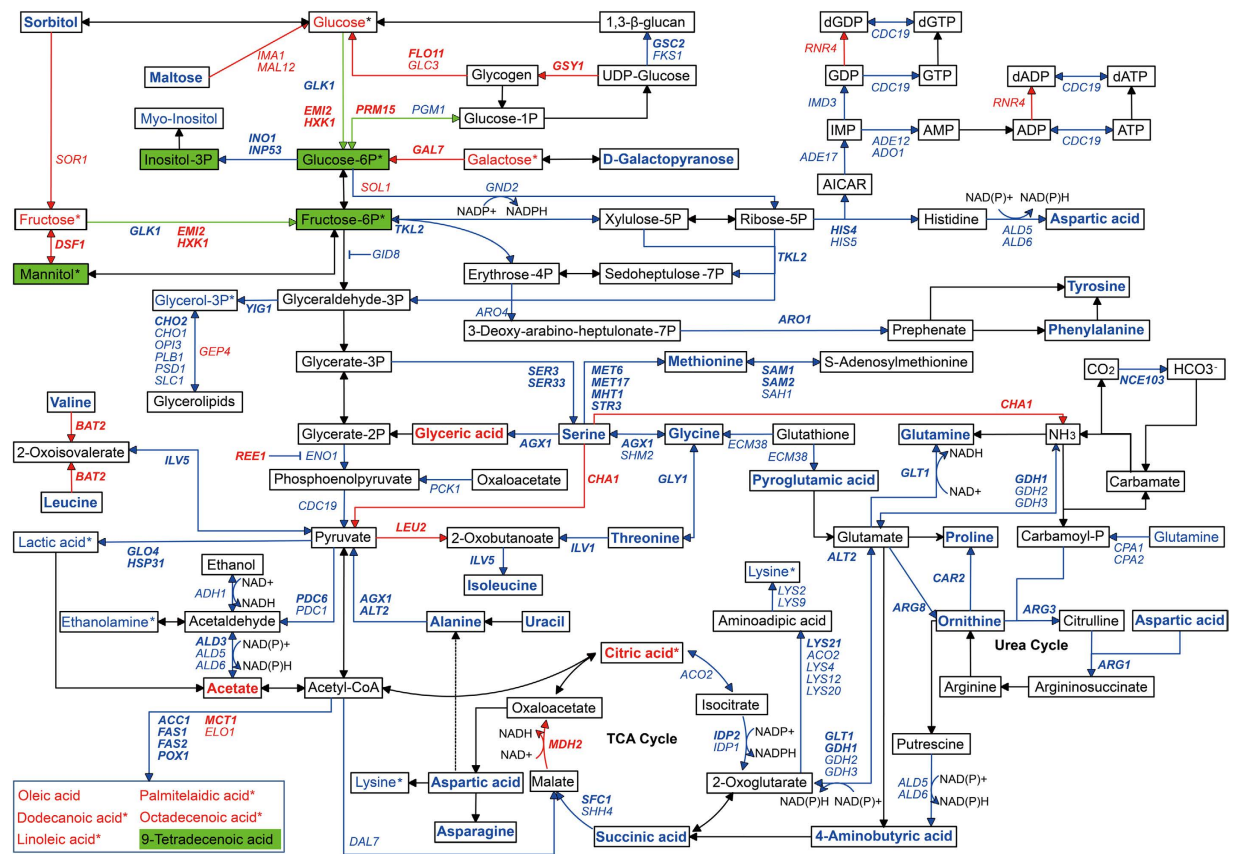 Sorbitol
Glucose*
1,3-β-glucan
dGDP
CDC19
dGTP
IMA1
MAL12
FLO11
GLC3
GSC2
FKS1
RNR4
Maltose
GLK1
Glycogen
GSY1
UDP-Glucose
GDP
CDC19
GTP
dADP
CDC19
dATP
EMI2
HXK1
PRM15
PGM1
Glucose-1P
IMD3
RNR4
Myo-Inositol
INO1
INP53
IMP
ADE12
ADO1
AMP
ADP
CDC19
ATP
SOR1
Inositol-3P
Glucose-6P*
GAL7
Galactose*
D-Galactopyranose
ADE17
SOL1
GND2
AICAR
NADP+
NADPH
NAD(P)+
NAD(P)H
Fructose*
GLK1
EMI2
HXK1
Fructose-6P*
TKL2
Xylulose-5P
Ribose-5P
HIS4
HIS5
Histidine
ALD5
ALD6
Aspartic acid
DSF1
GID8
TKL2
Mannitol*
Erythrose-4P
Sedoheptulose-7P
Glycerol-3P*
YIG1
Glyceraldehyde-3P
Tyrosine
CHO2
CHO1
OPI3
PLB1
PSD1
SLC1
GEP4
ARO4
3-Deoxy-arabino-heptulonate-7P
ARO1
Prephenate
Phenylalanine
Glycerate-3P
SER3
SER33
MET6
MET17
MHT1
STR3
Methionine
SAM1
SAM2
SAH1
S-Adenosylmethionine
CO2
NCE103
HCO3-
Glycerolipids
Valine
BAT2
CHA1
Glycerate-2P
Glyceric acid
AGX1
Serine
AGX1
SHM2
Glycine
ECM38
Glutathione
Glutamine
NH3
2-Oxoisovalerate
ILV5
REE1
ENO1
ECM38
NADH
GLT1
NAD+
BAT2
Phosphoenolpyruvate
PCK1
Oxaloacetate
CHA1
GLY1
Pyroglutamic acid
GDH1
GDH2
GDH3
Carbamate
Leucine
CDC19
Lactic acid*
GLO4
HSP31
Pyruvate
LEU2
2-Oxobutanoate
ILV1
Threonine
Glutamate
ALT2
Proline
Carbamoyl-P
CPA1
CPA2
Glutamine
Ethanol
ILV5
Lysine*
ADH1
NAD+
NADH
PDC6
PDC1
AGX1
ALT2
Isoleucine
LYS2
LYS9
CAR2
Ethanolamine*
Acetaldehyde
Alanine
Uracil
Aminoadipic acid
ARG8
Ornithine
ARG3
Citrulline
Aspartic acid
ALD3
ALD5
ALD6
NAD(P)+
NAD(P)H
Citric acid*
LYS21
ACO2
LYS4
LYS12
LYS20
Urea Cycle
ARG1
Acetate
Acetyl-CoA
ACO2
Arginine
Argininosuccinate
Oxaloacetate
Isocitrate
ACC1
FAS1
FAS2
POX1
MCT1
ELO1
NADH
NAD+
MDH2
TCA Cycle
IDP2
IDP1
NADP+
NADPH
GLT1
GDH1
GDH2
GDH3
Putrescine
Lysine*
Aspartic acid
Malate
2-Oxoglutarate
ALD5
ALD6
NAD(P)+
NAD(P)H
Oleic acid
Palmitelaidic acid*
SFC1
SHH4
NAD(P)H
NAD(P)+
Dodecanoic acid*
Octadecenoic acid*
Linoleic acid*
9-Tetradecenoic acid
DAL7
Asparagine
Succinic acid
4-Aminobutyric acid